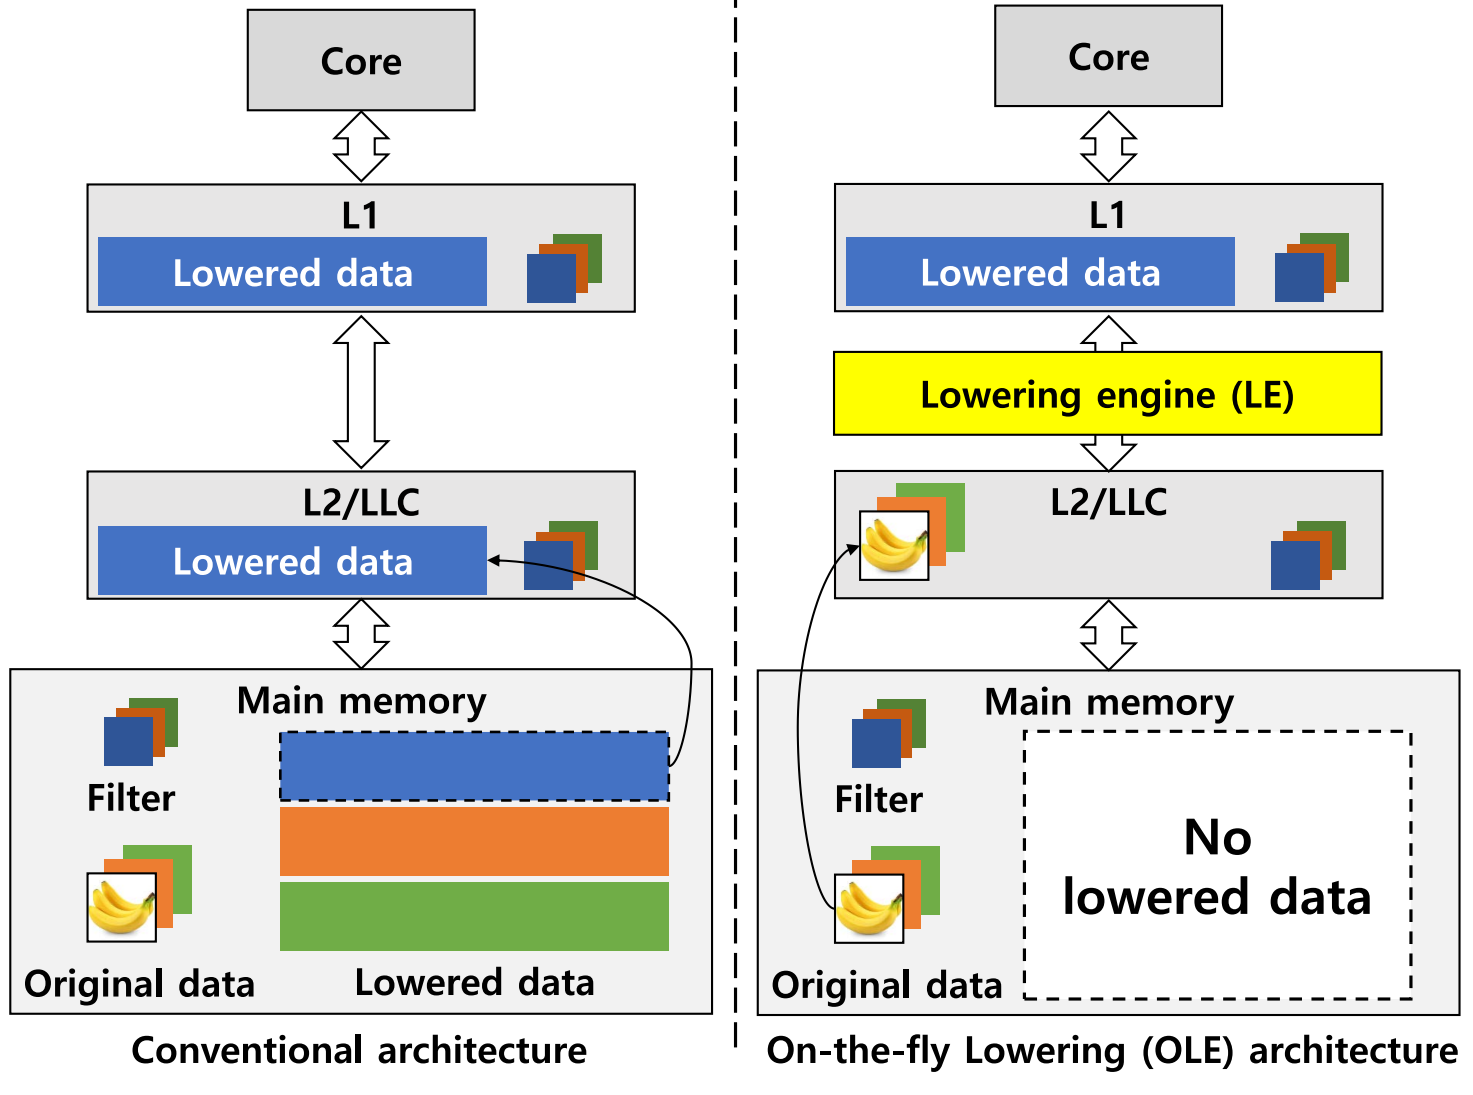 Core
L1
Lowered data
L2/LLC
Lowered data
Main memory
Filter
Original data
Lowered data
Conventional architecture
Core
L1
Lowered data
Lowering engine (LE)
L2/LLC
Main memory
Filter
No
lowered data
Original data
On-the-fly Lowering (OLE) architecture